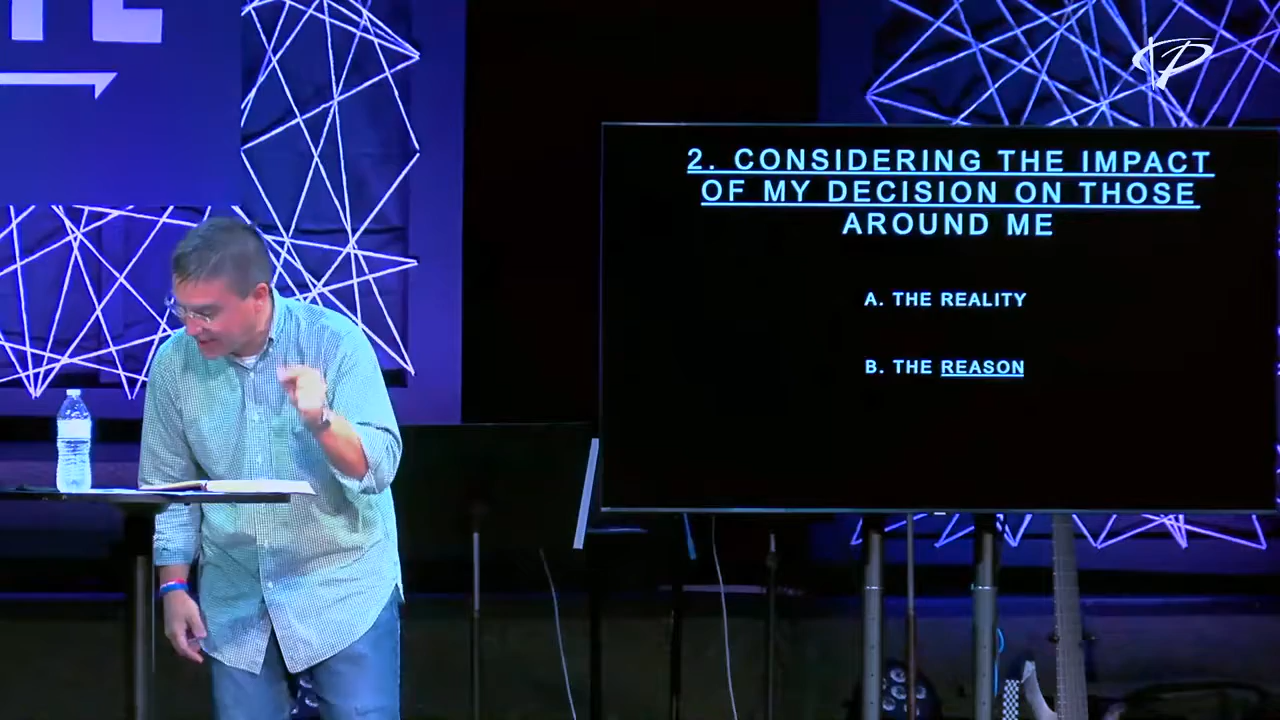 2. CONSIDERING THE IMPACT
OF MY DECISION ON THOSE
AROUND ME
A. THE REALITY
B. THE REASON